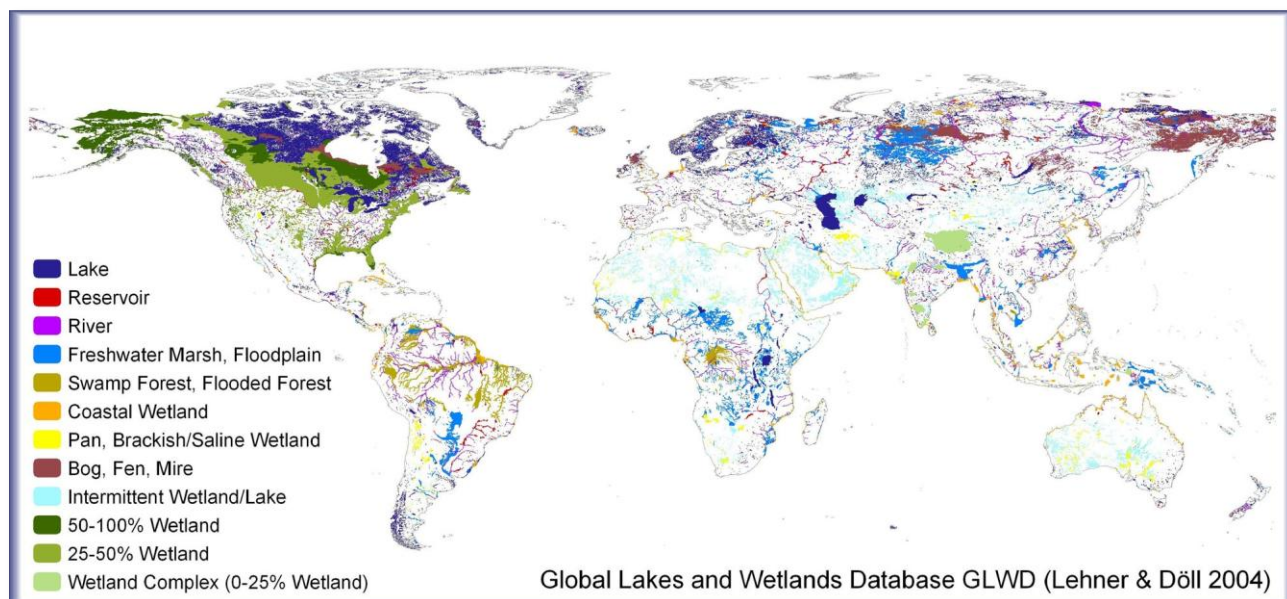 Lake
Reservoir
River
Freshwater Marsh, Floodplain
Swamp Forest, Flooded Forest
Coastal Wetland
Pan, Brackish/Saline Wetland
Bog, Fen, Mire
Intermittent Wetland/Lake
50-100% Wetland
25-50% Wetland
Wetland Complex (0-25% Wetland)
Global Lakes and Wetlands Database GLWD (Lehner & Döll 2004)